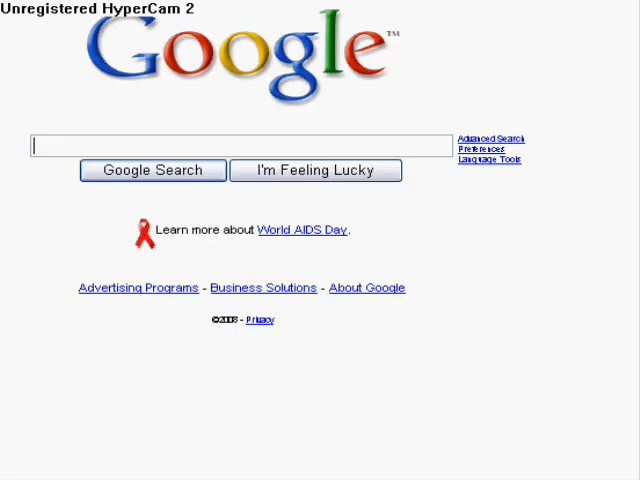 Unregistered HyperCam 2
Google™
Advanced Search
Preferences
Language Tools
Google Search
I'm Feeling Lucky
Learn more about World AIDS Day.
Advertising Programs - Business Solutions - About Google
©2008 - Privacy